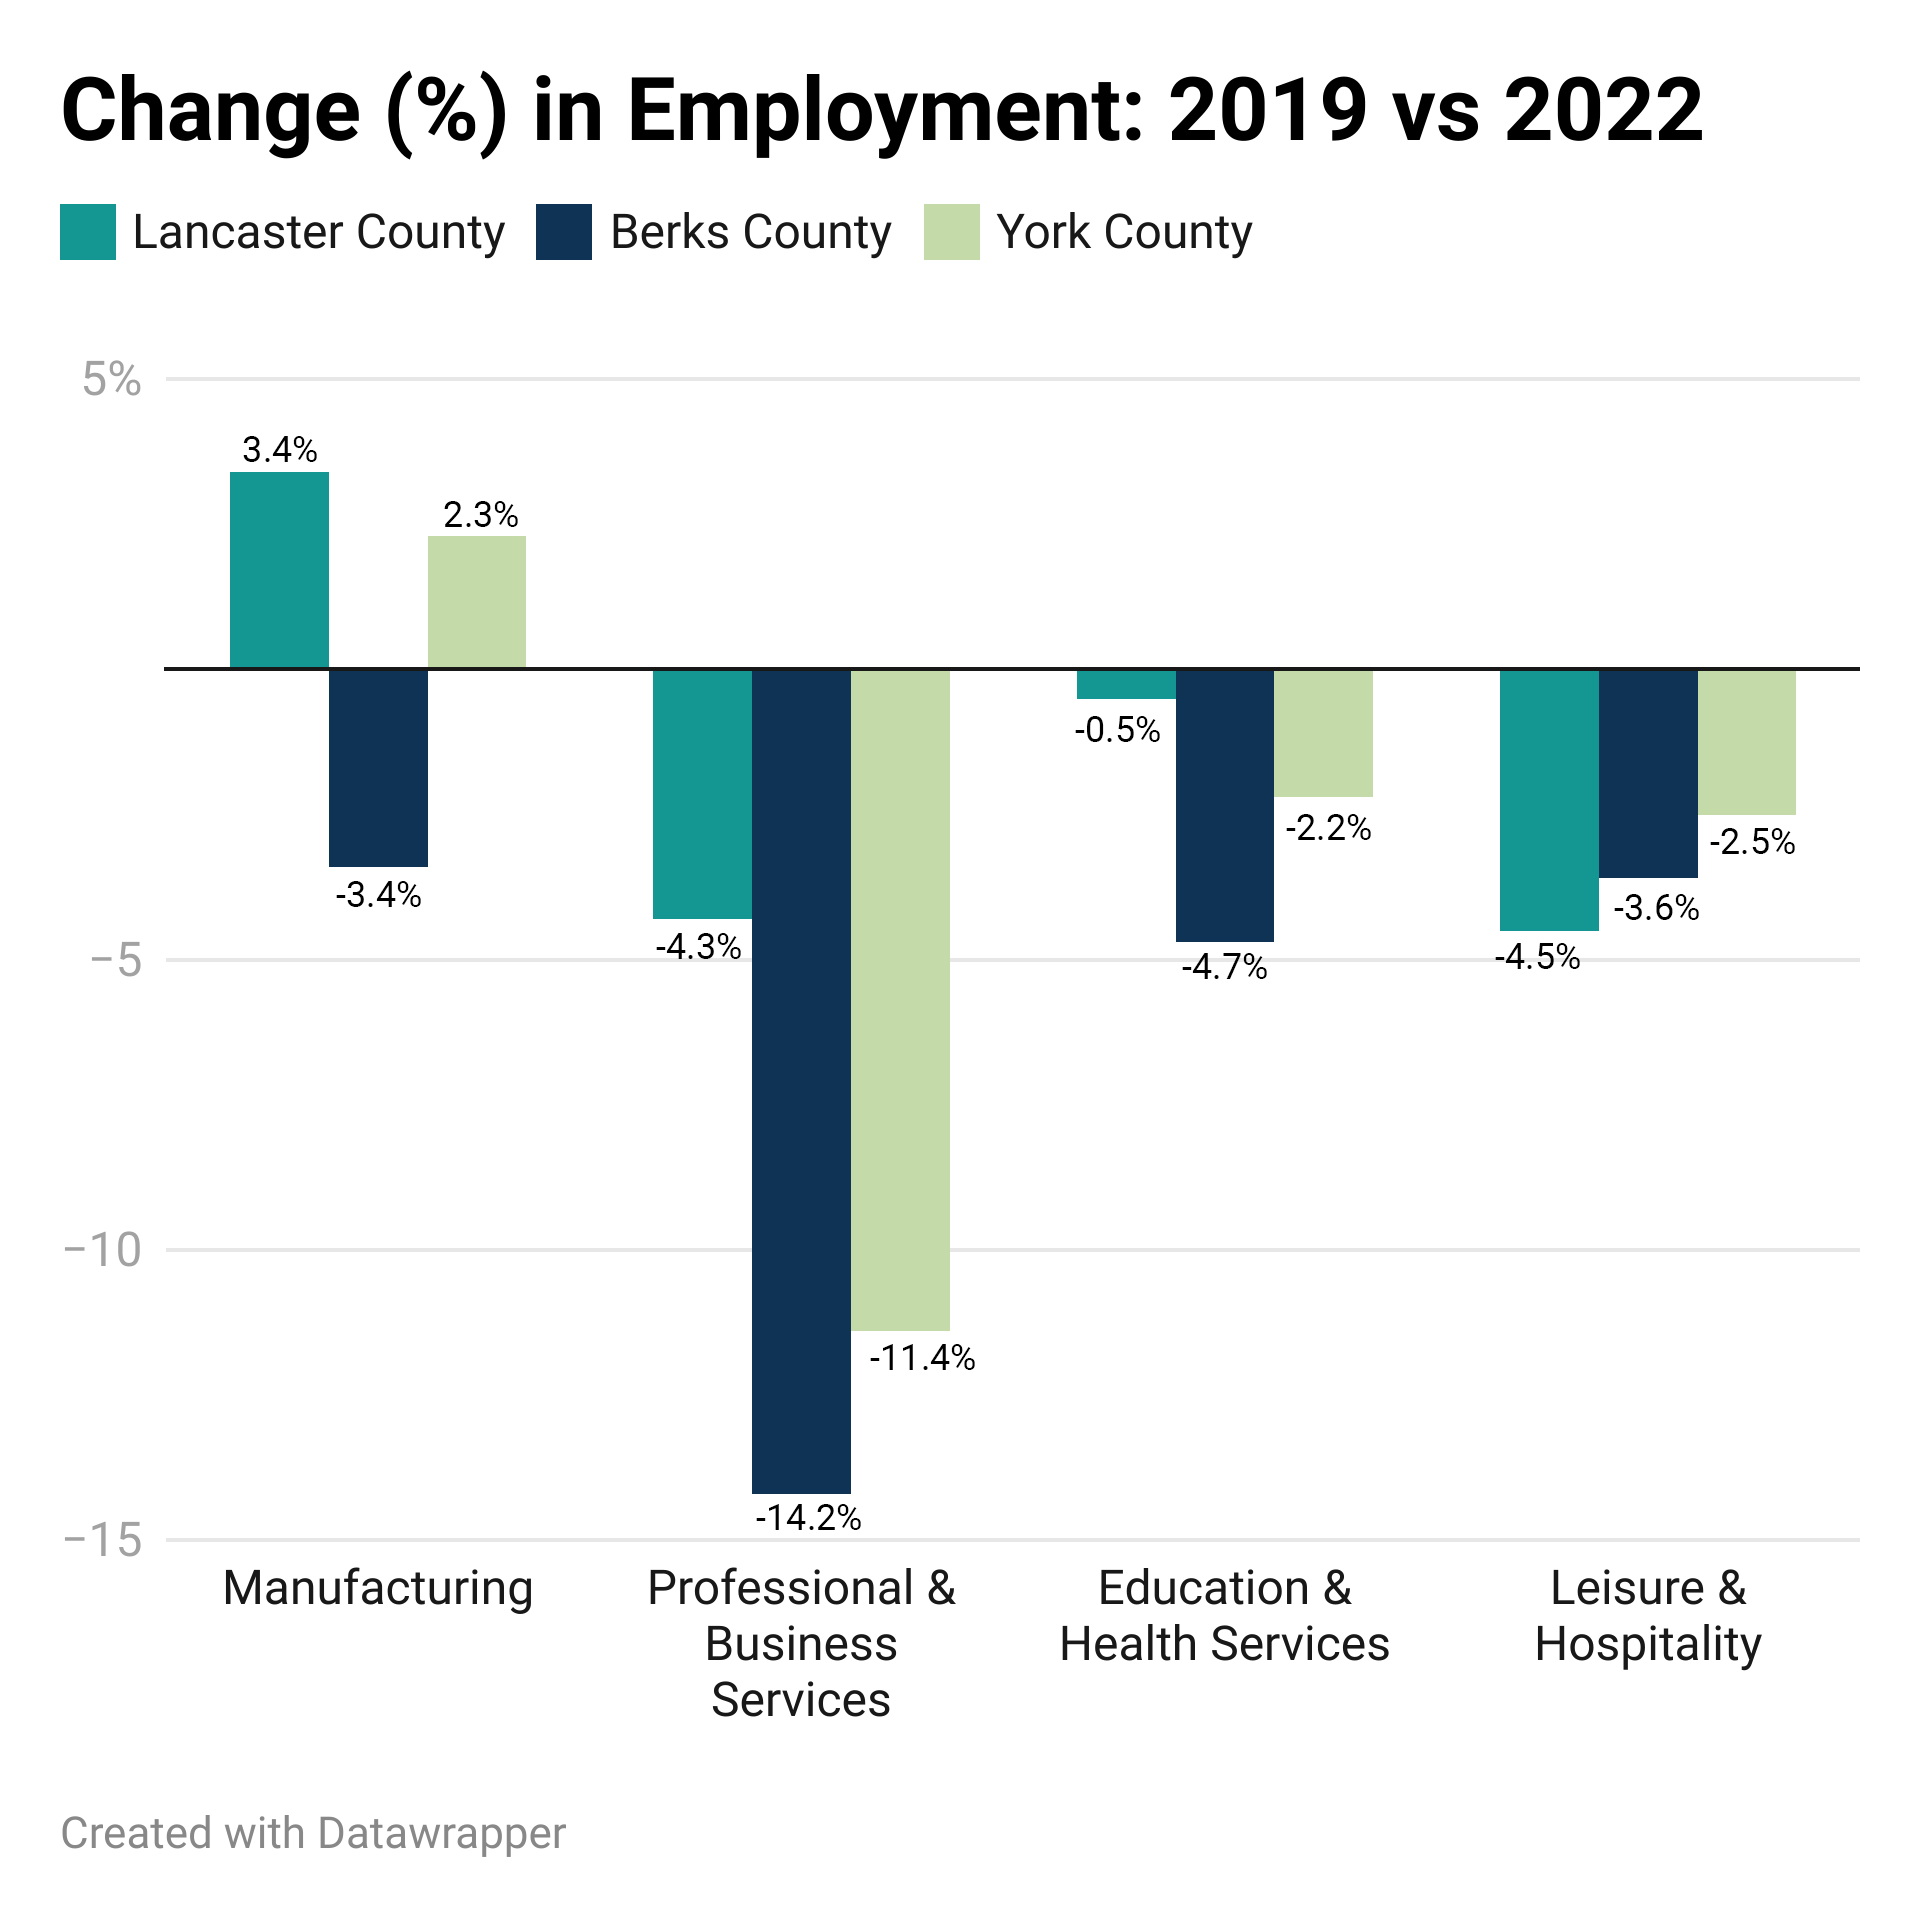 Change (%) in Employment: 2019 vs 2022
Lancaster County Berks County York County
5%
3.4%
2.3%
-0.5%
-2.2%
-2.5%
-3.4%
-3.6%
-4.3%
-4.5%
−5
-4.7%
−10
-11.4%
-14.2%
−15
Manufacturing
Professional &
Business
Services
Education &
Health Services
Leisure &
Hospitality
Created with Datawrapper